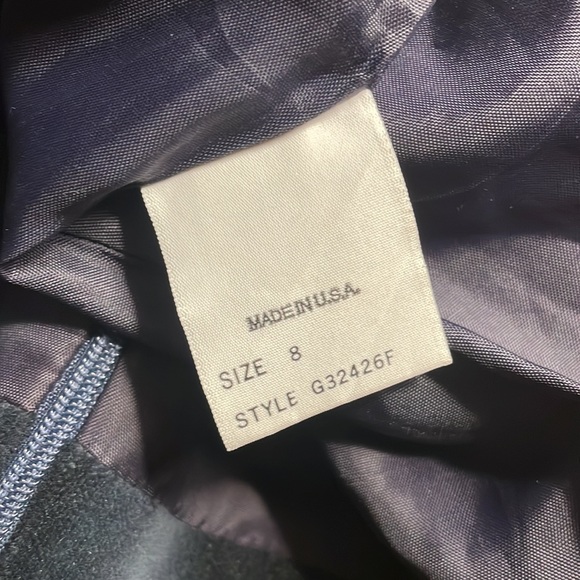 MADE IN U.S.A.
SIZE 8
STYLE G32426F